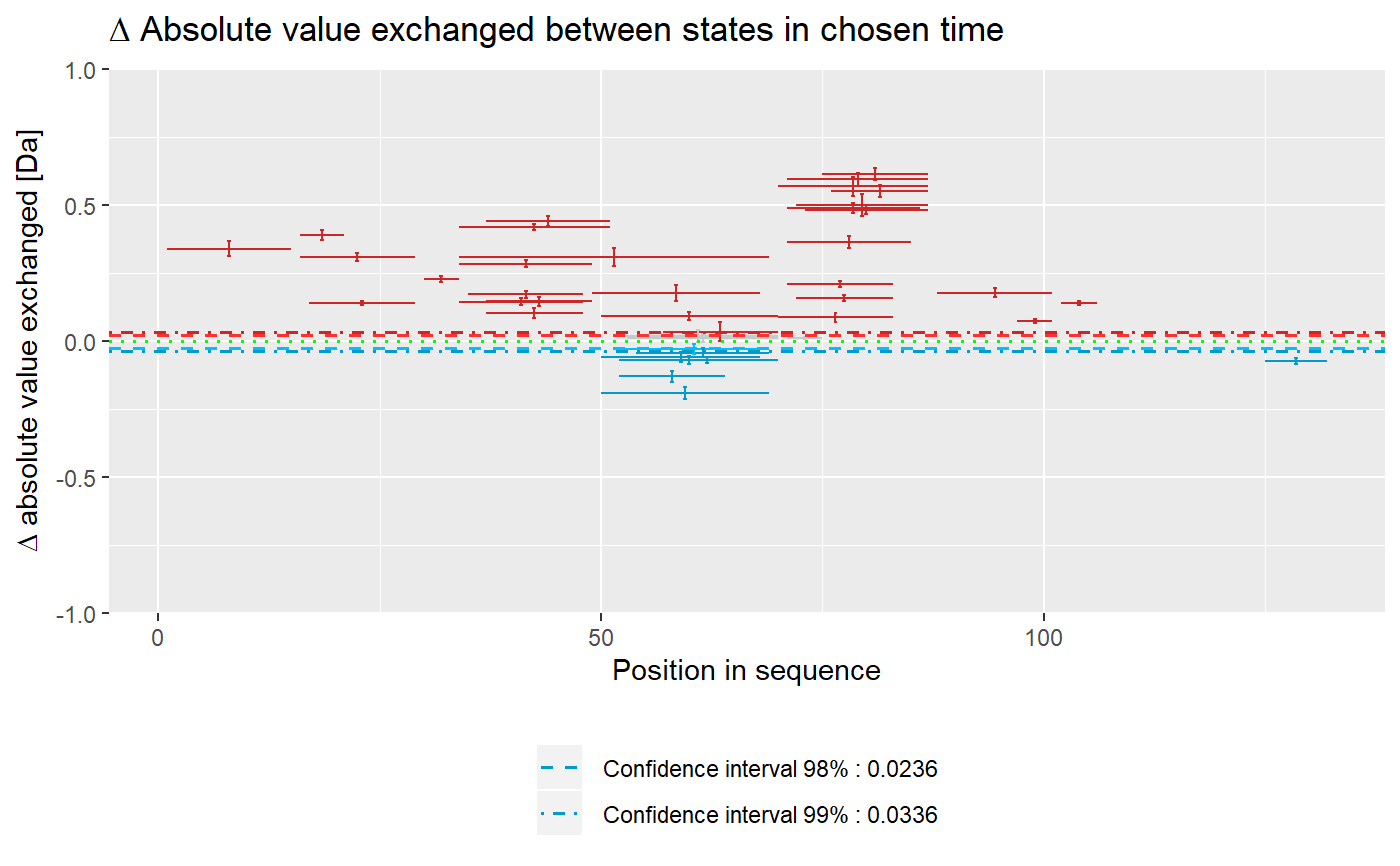 Δ Absolute value exchanged between states in chosen time
Δ absolute value exchanged [Da]
1.0
0.5
0.0
-0.5
-1.0
0 50 100
Position in sequence
Confidence interval 98% : 0.0236
Confidence interval 99% : 0.0336